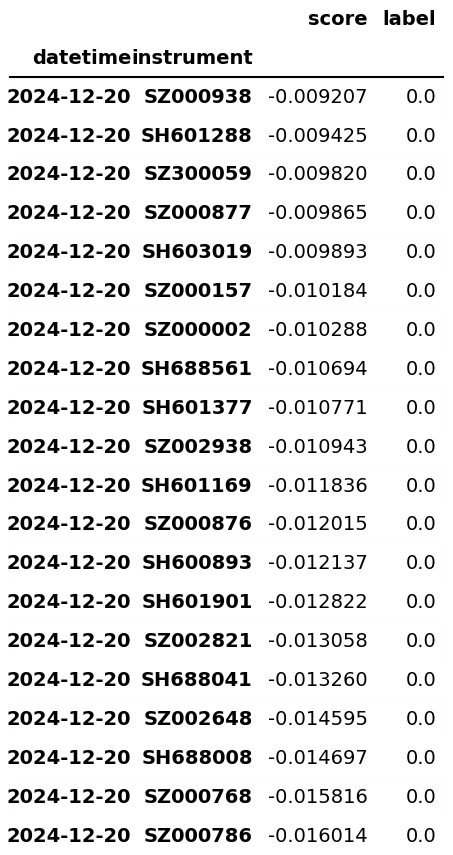 score label
datetime instrument
2024-12-20 SZ000938 -0.009207 0.0
2024-12-20 SH601288 -0.009425 0.0
2024-12-20 SZ300059 -0.009820 0.0
2024-12-20 SZ000877 -0.009865 0.0
2024-12-20 SH603019 -0.009893 0.0
2024-12-20 SZ000157 -0.010184 0.0
2024-12-20 SZ000002 -0.010288 0.0
2024-12-20 SH688561 -0.010694 0.0
2024-12-20 SH601377 -0.010771 0.0
2024-12-20 SZ002938 -0.010943 0.0
2024-12-20 SH601169 -0.011836 0.0
2024-12-20 SZ000876 -0.012015 0.0
2024-12-20 SH600893 -0.012137 0.0
2024-12-20 SH601901 -0.012822 0.0
2024-12-20 SZ002821 -0.013058 0.0
2024-12-20 SH688041 -0.013260 0.0
2024-12-20 SZ002648 -0.014595 0.0
2024-12-20 SH688008 -0.014697 0.0
2024-12-20 SZ000768 -0.015816 0.0
2024-12-20 SZ000786 -0.016014 0.0